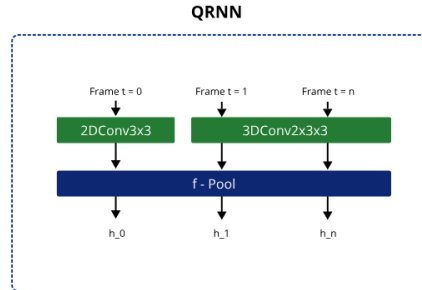 QRNN
Frame t = 0 Frame t = 1 Frame t = n
2DConv3x3 3DConv2x3x3
f - Pool
h_0 h_1 h_n